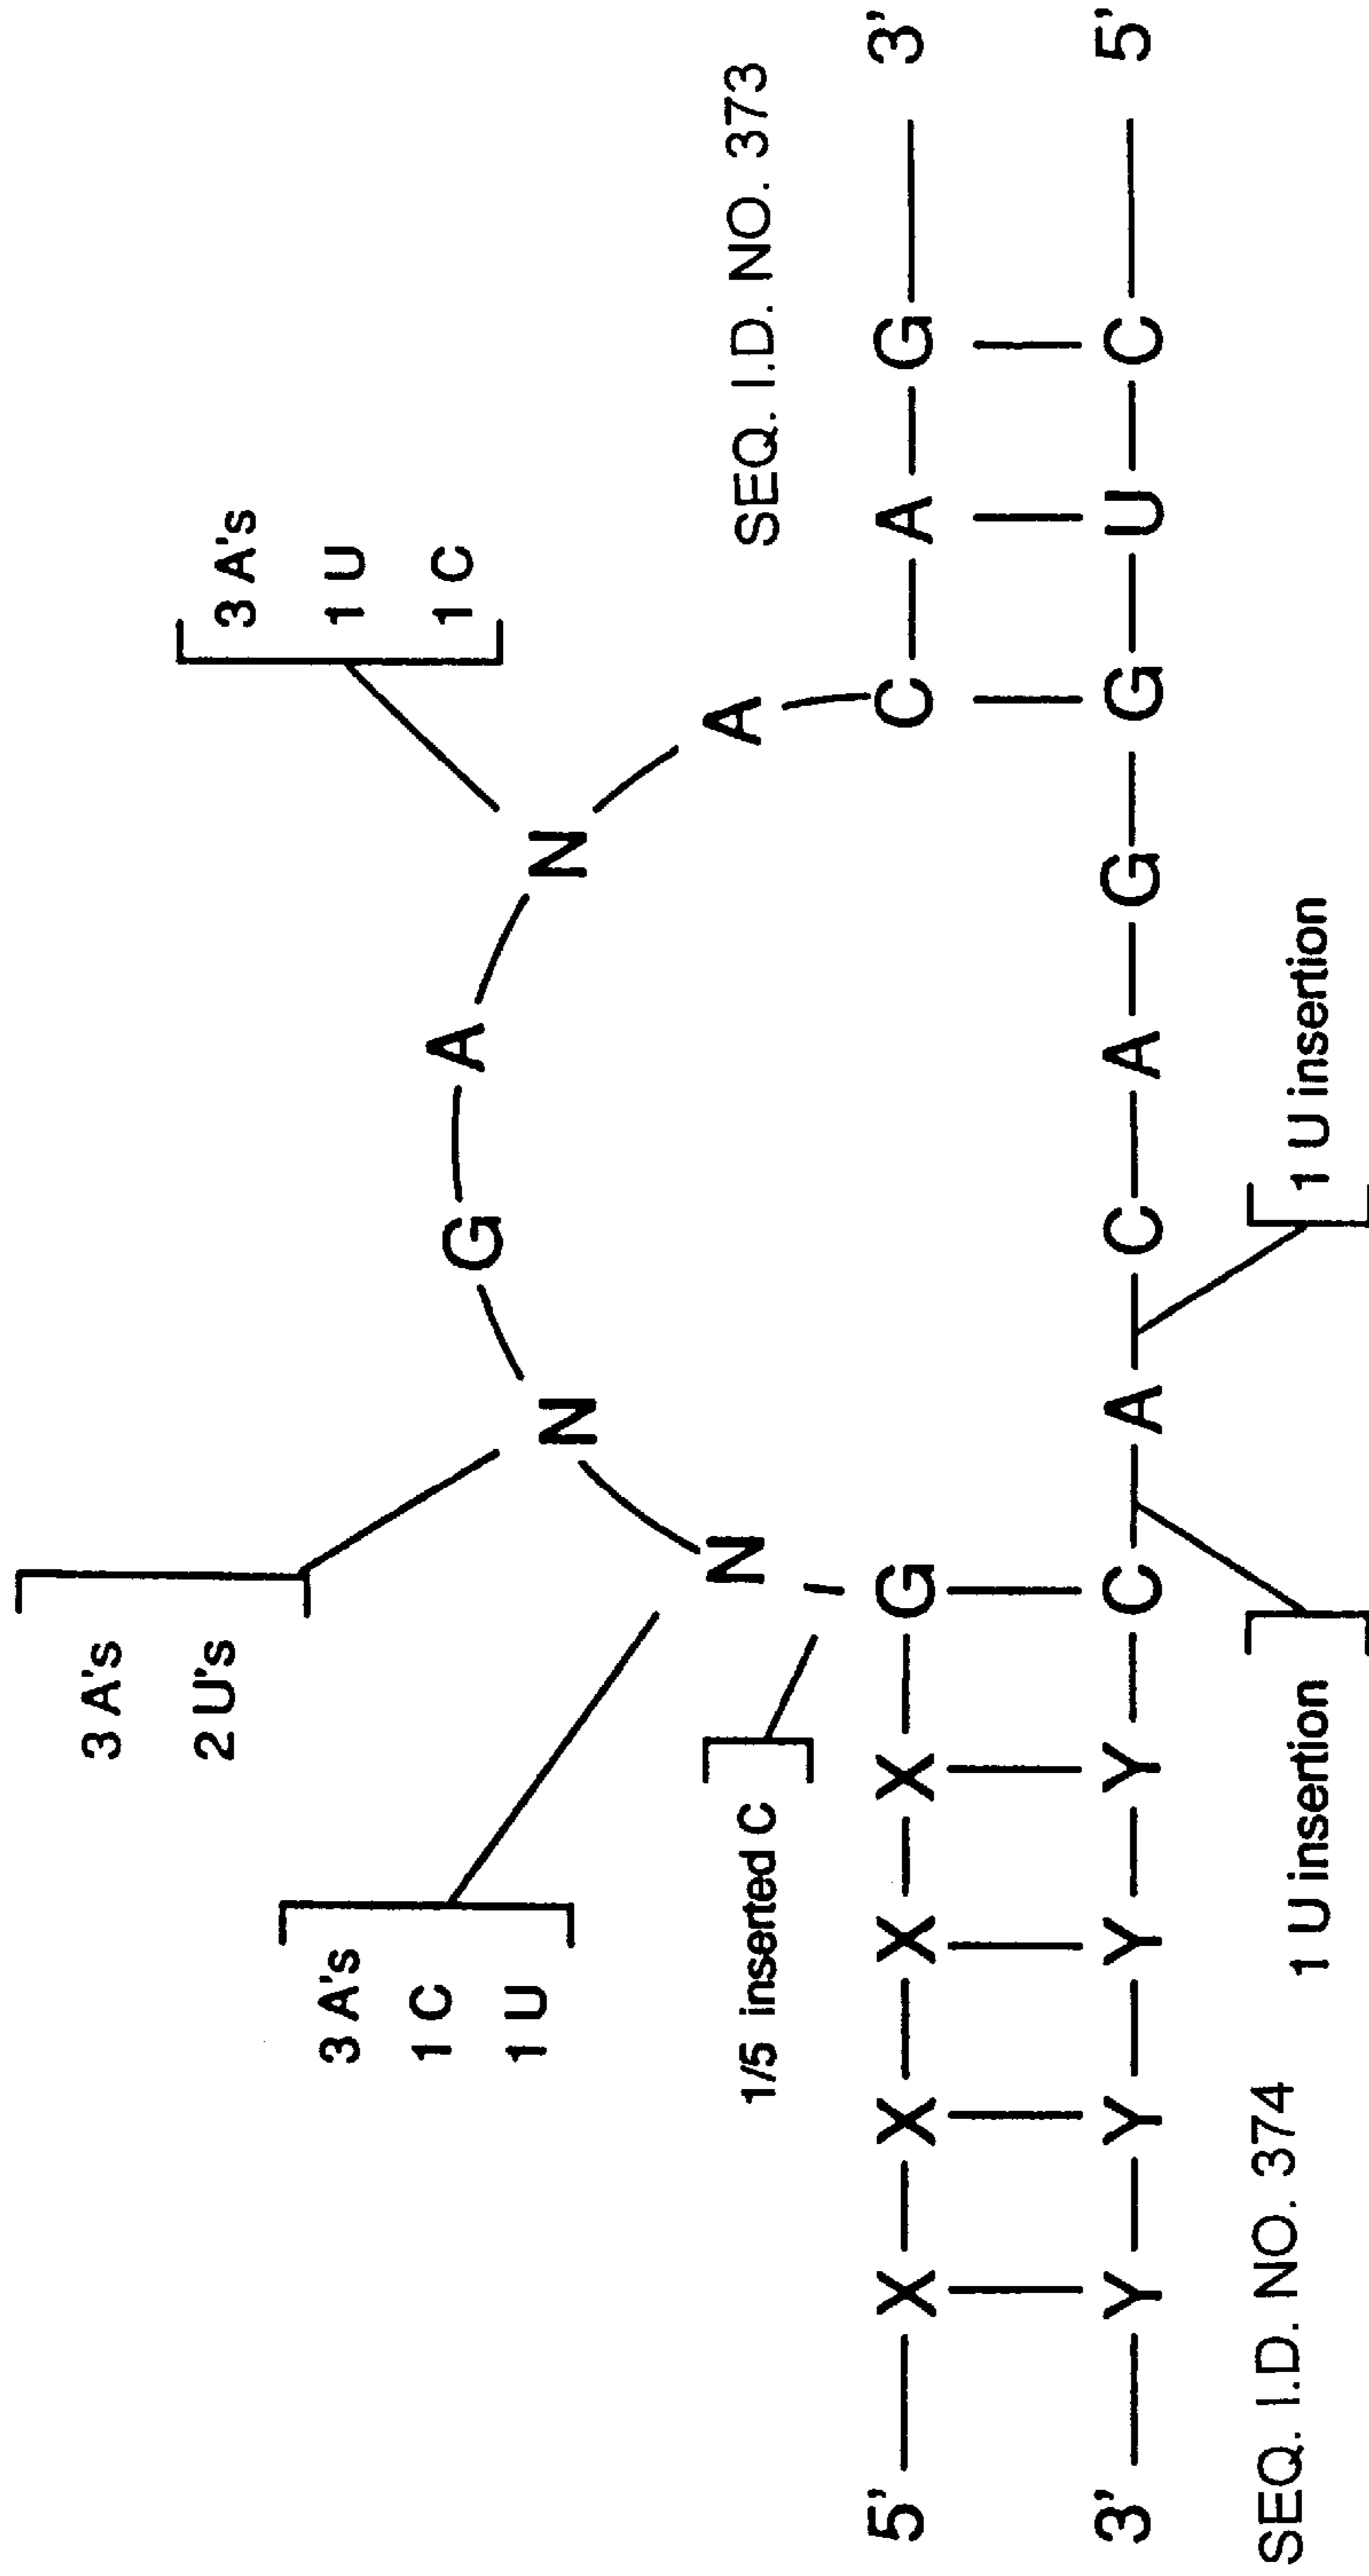 3 A's
2 U's
3 A's
1 C
1 U
3 A's
1 U
1 C
N G A N
N A
1/5 inserted C
SEQ. I.D. NO. 373
5' X X X X G C A G 3'
3' Y Y Y Y C A C A G G U C 5'
SEQ. I.D. NO. 374
1 U insertion
1 U insertion